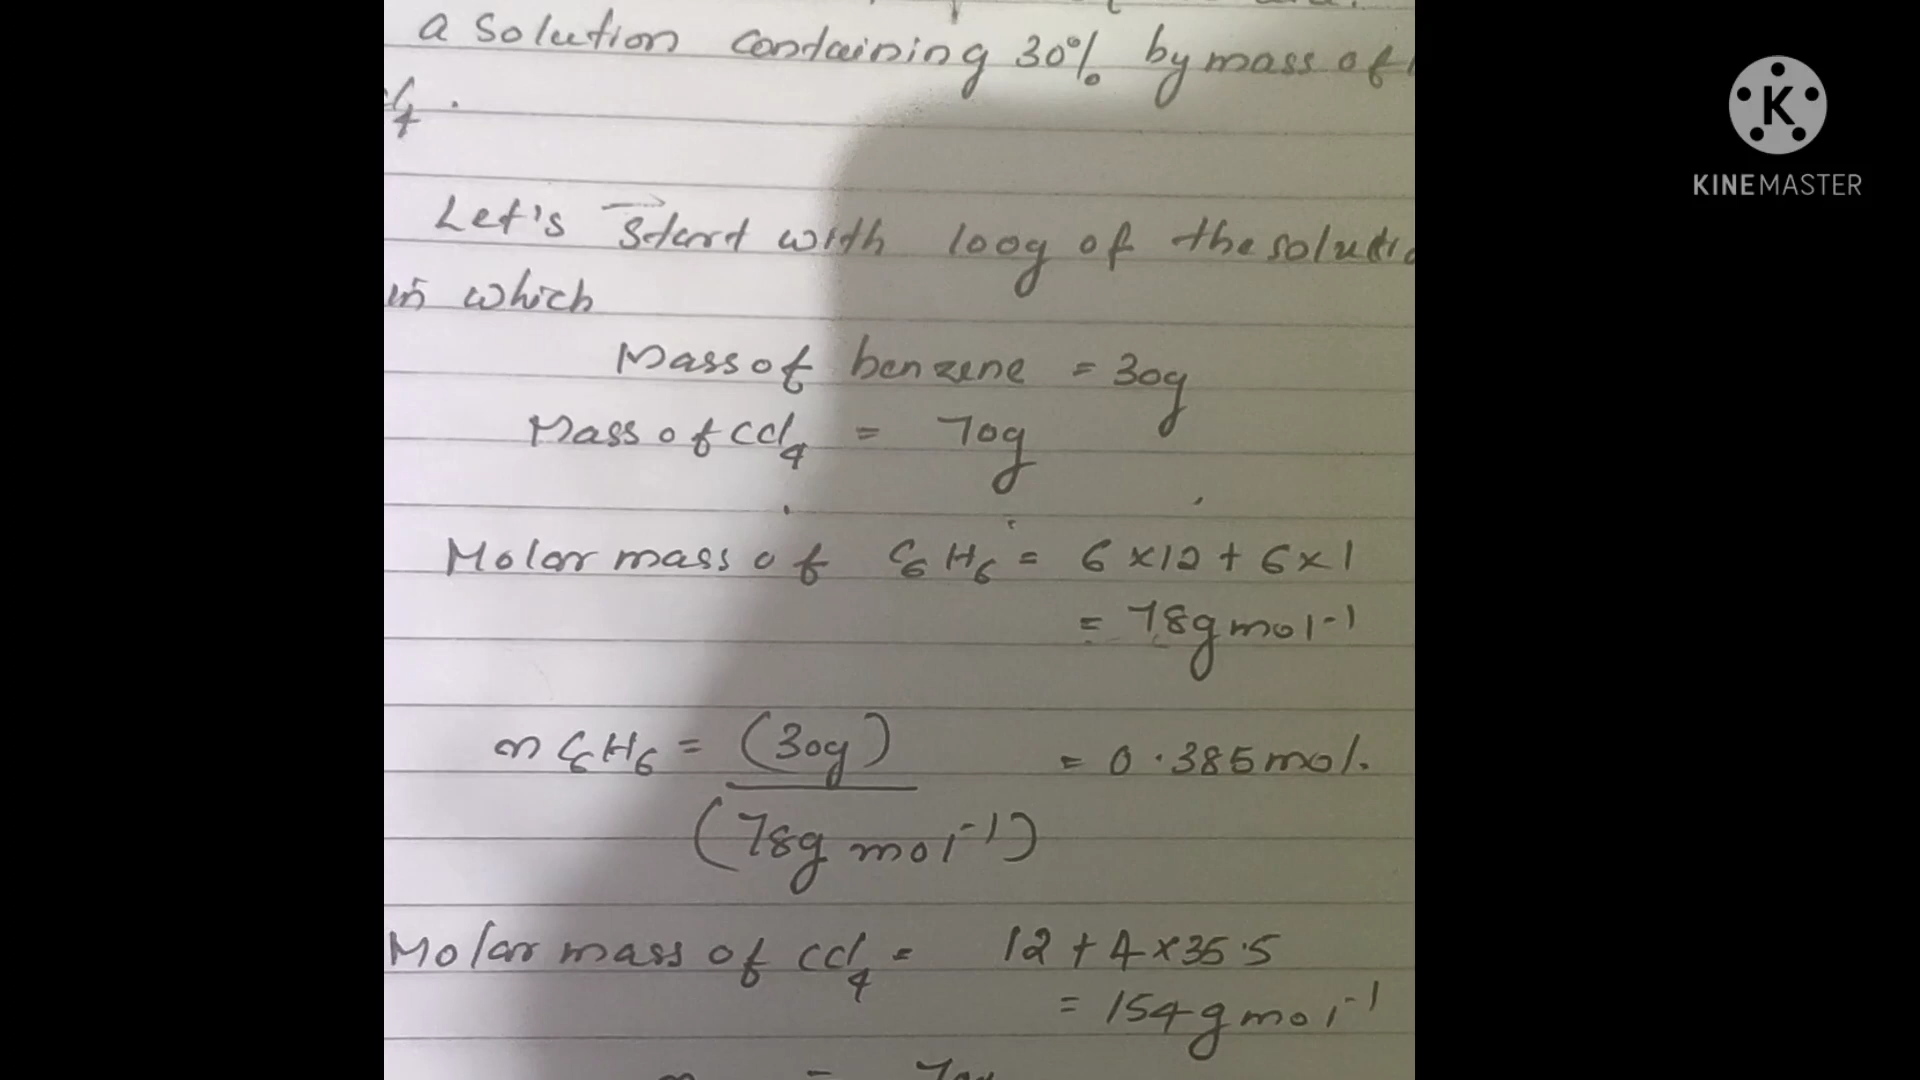 a solution containing 30% by mass of
Cl4.
Let's start with 100g of the solutio
in which
Mass of benzene = 30g
Mass of CCl4 = 70g
Molar mass of C6H6 = 6×12 + 6×1
= 78g mol-1
n C6H6 = (30g) = 0.385 mol.
(78g mol-1)
Molar mass of CCl4 = 12 + 4×35.5
= 154g mol-1
K
KINEMASTER